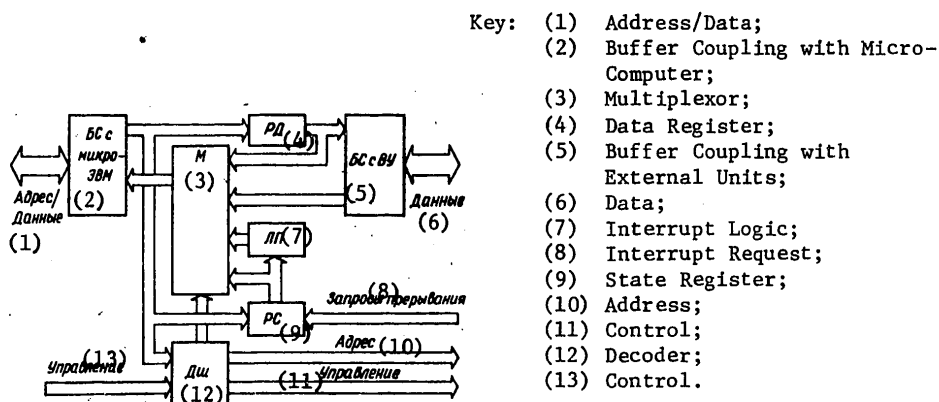 БС с
микро-
ЭВМ
(2)
Адрес/
Данные
(1)
РД
(4)
М
(3)
БС с ВУ
(5)
Данные
(6)
ЛП (7)
(8)
Запросы прерывания
РС
(9)
Адрес (10)
(13)
Управление
Дш
(12)
(11) Управление
Key: (1) Address/Data;
(2) Buffer Coupling with Micro-
Computer;
(3) Multiplexor;
(4) Data Register;
(5) Buffer Coupling with
External Units;
(6) Data;
(7) Interrupt Logic;
(8) Interrupt Request;
(9) State Register;
(10) Address;
(11) Control;
(12) Decoder;
(13) Control.